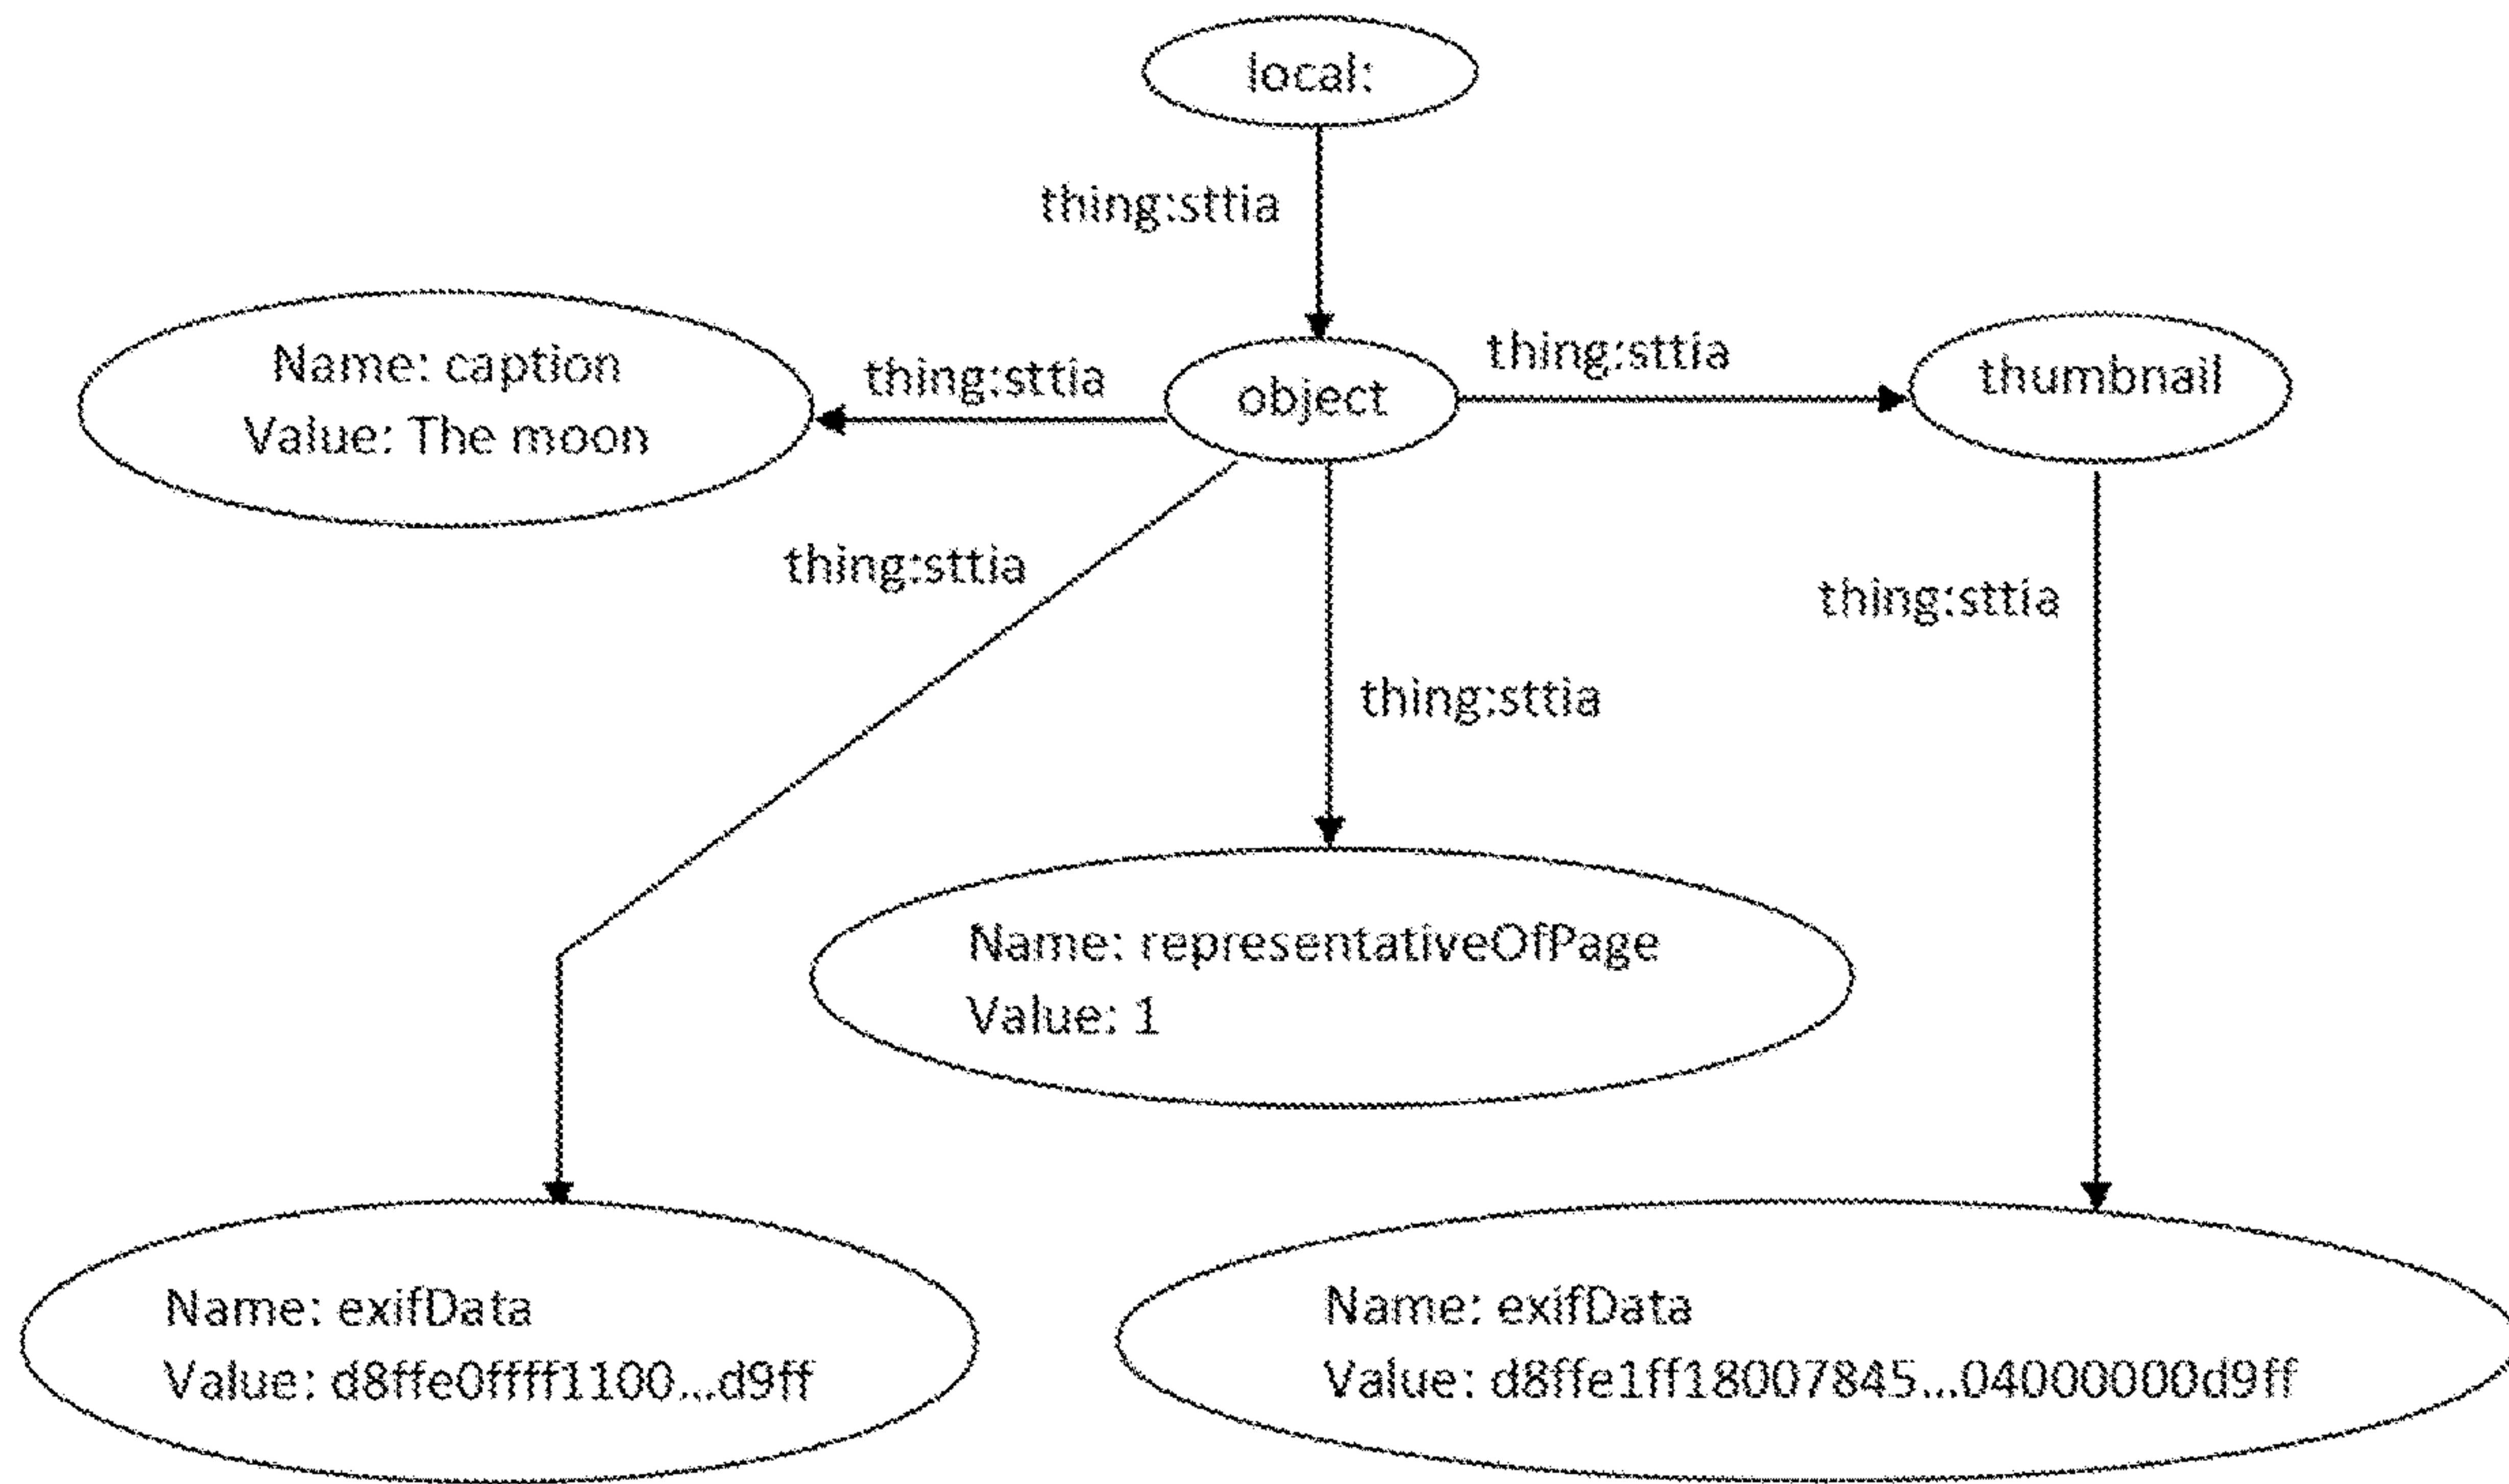 local:
thing:sttia
Name: caption
Value: The moon
thing:sttia
object
thing:sttia
thumbnail
thing:sttia
thing:sttia
thing:sttia
Name: representativeOfPage
Value: 1
Name: exifData
Value: d8ffe0ffff1100...d9ff
Name: exifData
Value: d8ffe1ff18007845...04000000d9ff